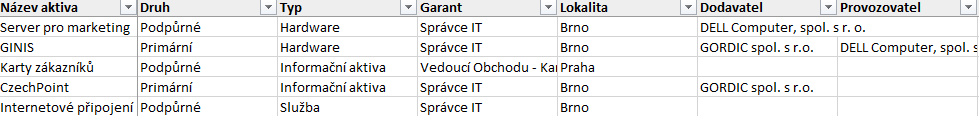 Název aktiva Druh Typ Garant Lokalita Dodavatel Provozovatel
Server pro marketing Podpůrné Hardware Správce IT Brno DELL Computer, spol. s r. o.
GINIS Primární Hardware Správce IT Brno GORDIC spol. s r.o. DELL Computer, spol. s
Karty zákazníků Podpůrné Informační aktiva Vedoucí Obchodu - Praha
CzechPoint Primární Informační aktiva Správce IT Brno GORDIC spol. s r.o.
Internetové připojení Podpůrné Služba Správce IT Brno